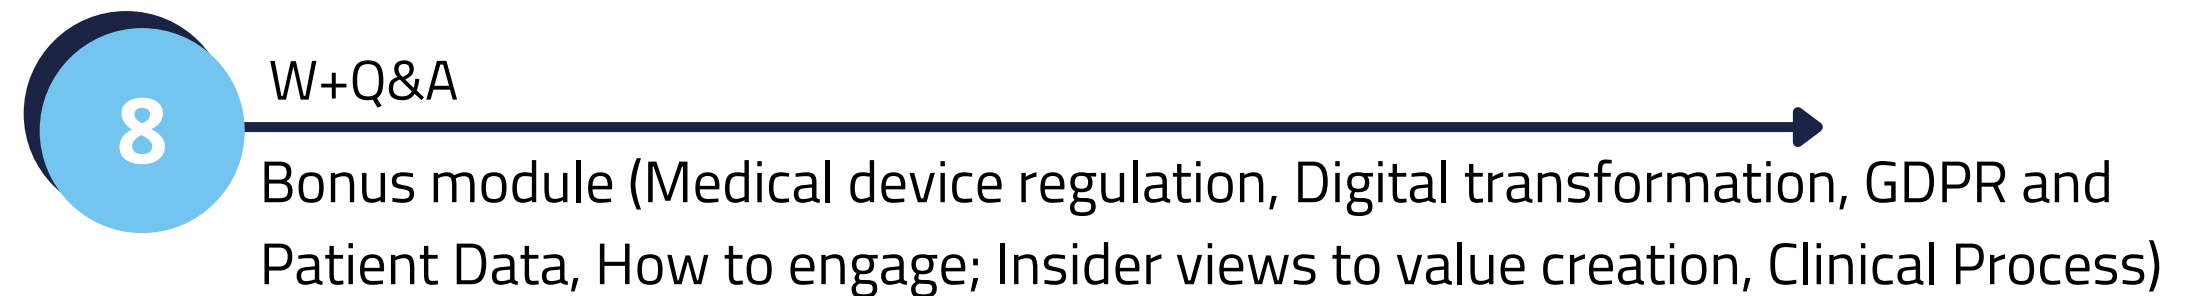 8
W+Q&A
Bonus module (Medical device regulation, Digital transformation, GDPR and
Patient Data, How to engage; Insider views to value creation, Clinical Process)